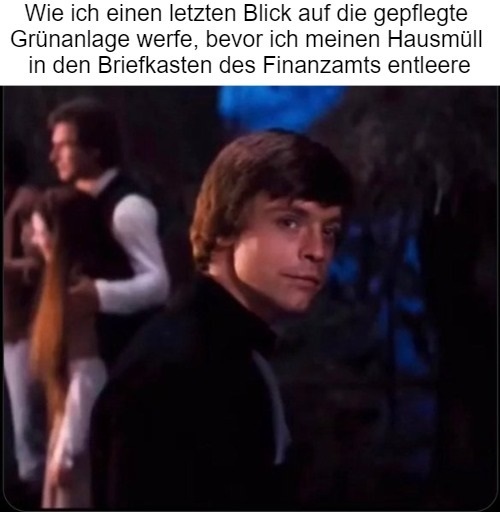 Wie ich einen letzten Blick auf die gepflegte
Grünanlage werfe, bevor ich meinen Hausmüll
in den Briefkasten des Finanzamts entleere